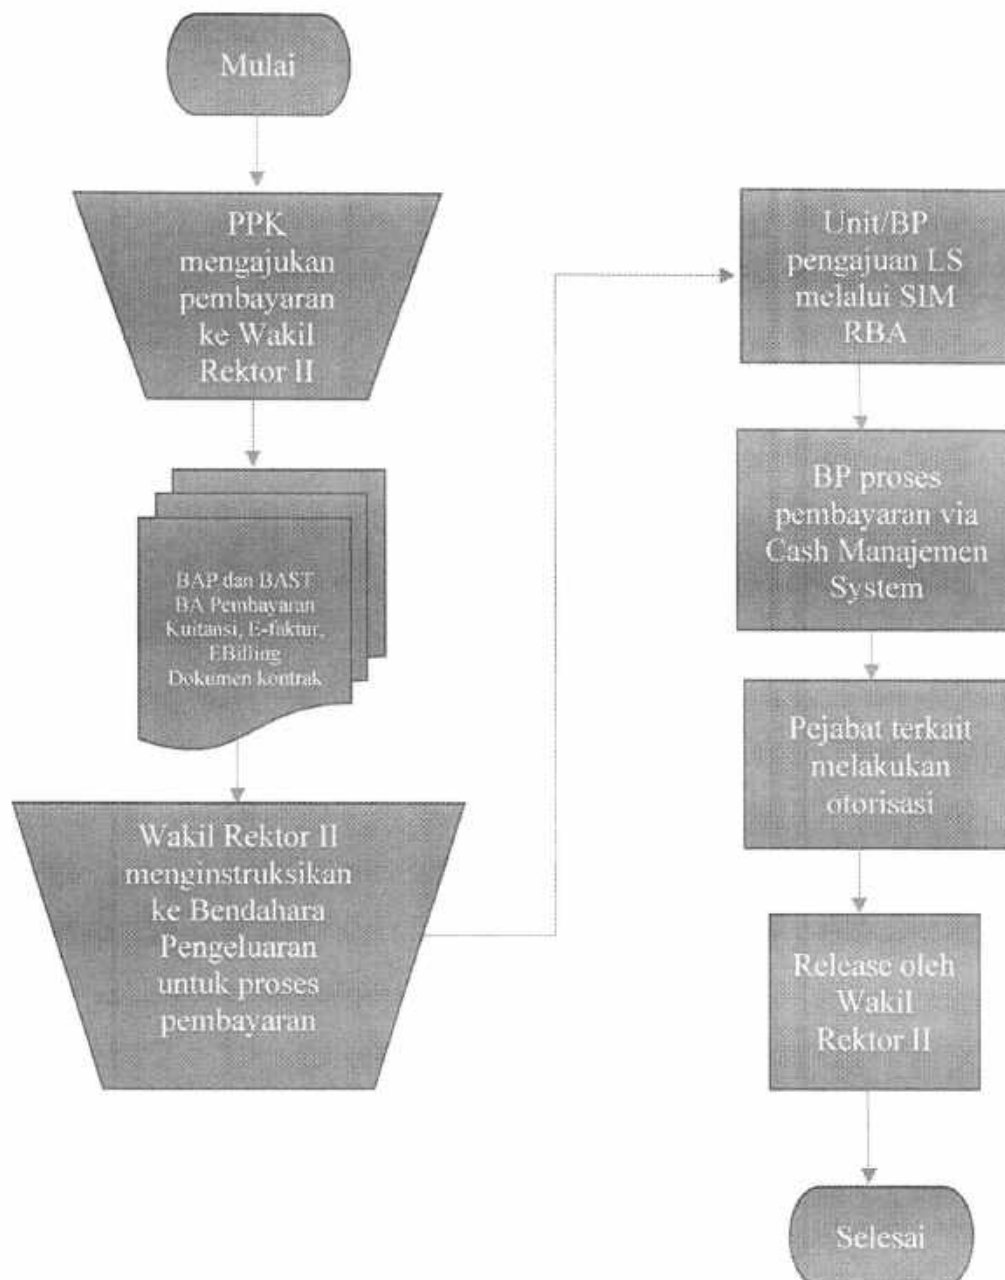 Mulai
PPK
mengajukan
pembayaran
ke Wakil
Rektor II
BAP dan BAST
BA Pembayaran
Kuitansi, E-faktur,
EBilling
Dokumen kontrak
Wakil Rektor II
menginstruksikan
ke Bendahara
Pengeluaran
untuk proses
pembayaran
Unit/BP
pengajuan LS
melalui SIM
RBA
BP proses
pembayaran via
Cash Manajemen
System
Pejabat terkait
melakukan
otorisasi
Release oleh
Wakil
Rektor II
Selesai